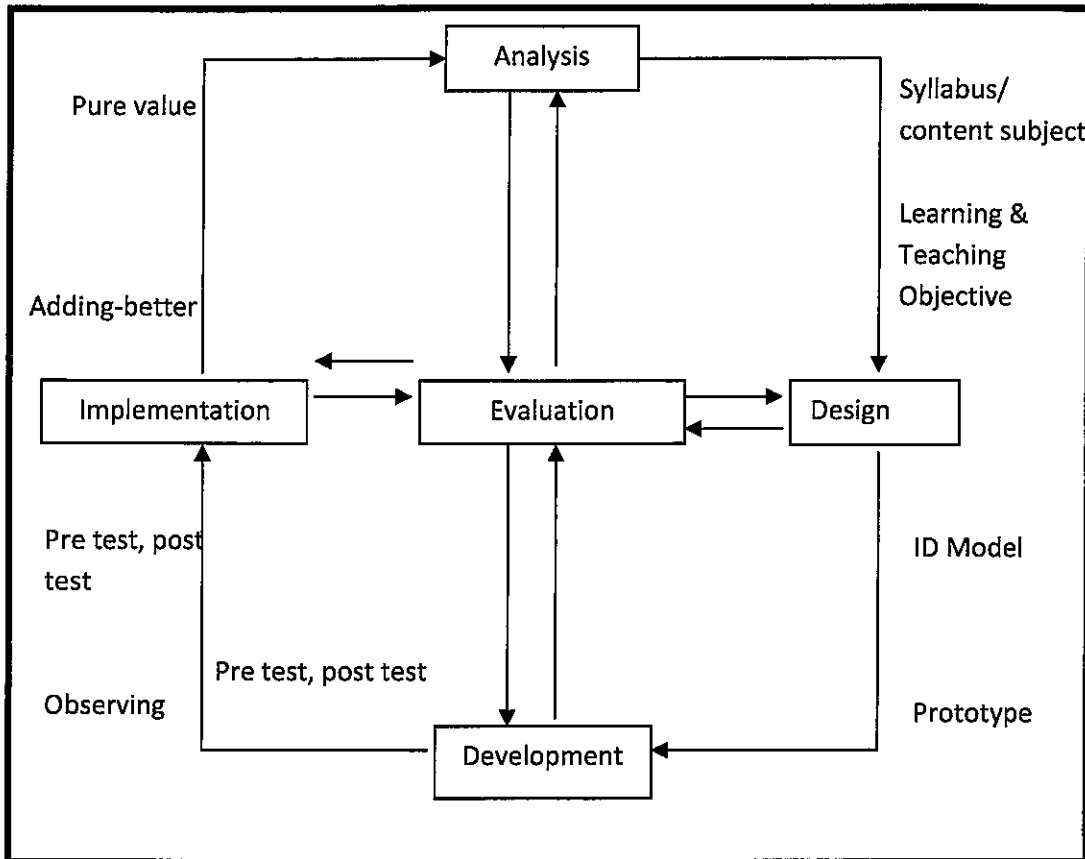 Analysis
Pure value
Syllabus/
content subject
Learning &
Teaching
Objective
Adding-better
Implementation
Evaluation
Design
Pre test, post
test
ID Model
Pre test, post test
Observing
Prototype
Development